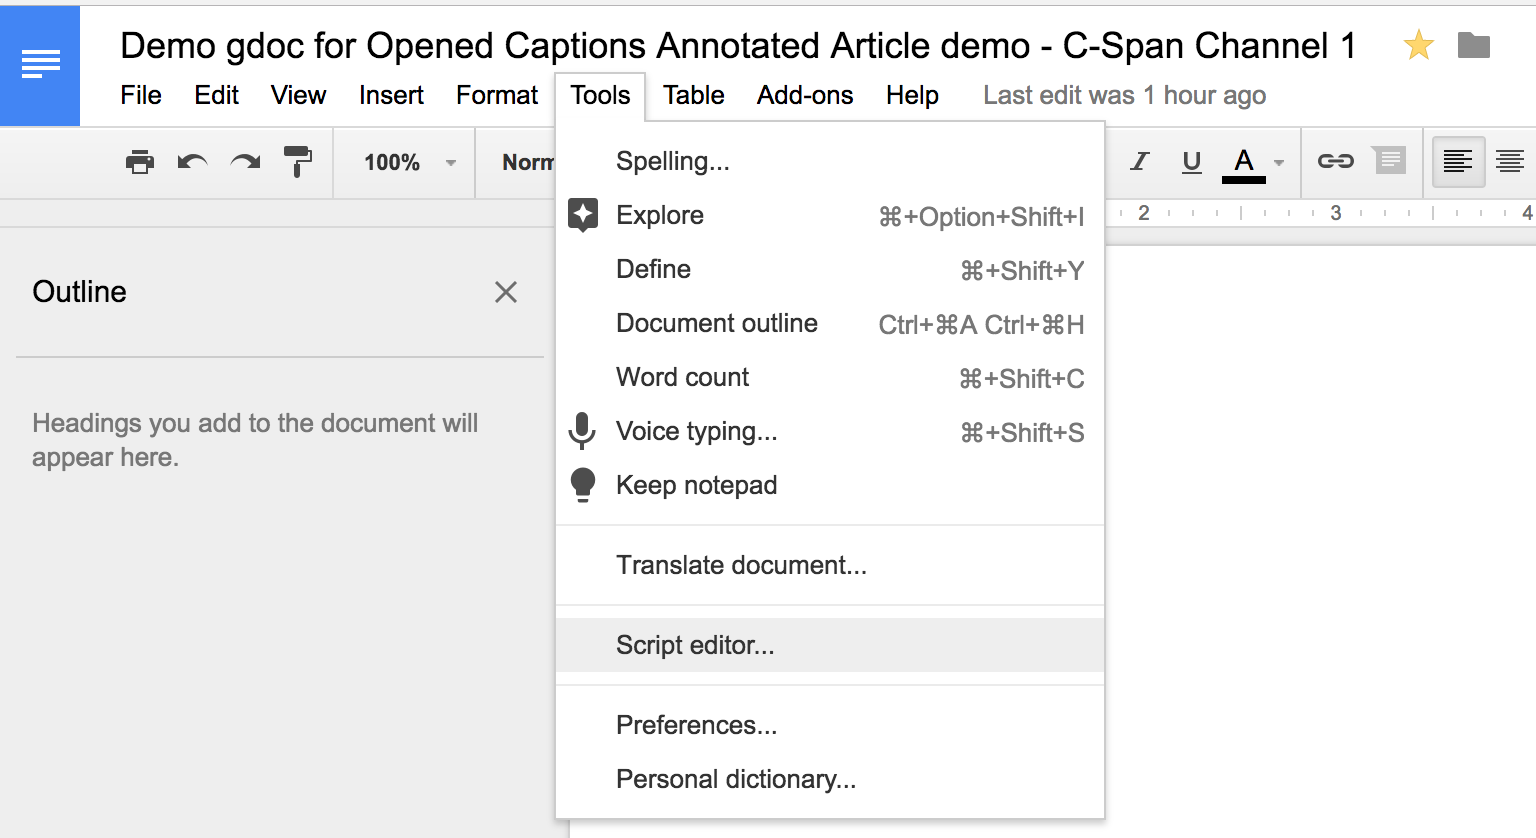 Demo gdoc for Opened Captions Annotated Article demo - C-Span Channel 1
File Edit View Insert Format Tools Table Add-ons Help Last edit was 1 hour ago
100% Norm A
2 3 4
Outline
Headings you add to the document will
appear here.
Spelling...
Explore ⌘+Option+Shift+I
Define ⌘+Shift+Y
Document outline Ctrl+⌘A Ctrl+⌘H
Word count ⌘+Shift+C
Voice typing... ⌘+Shift+S
Keep notepad
Translate document...
Script editor...
Preferences...
Personal dictionary...